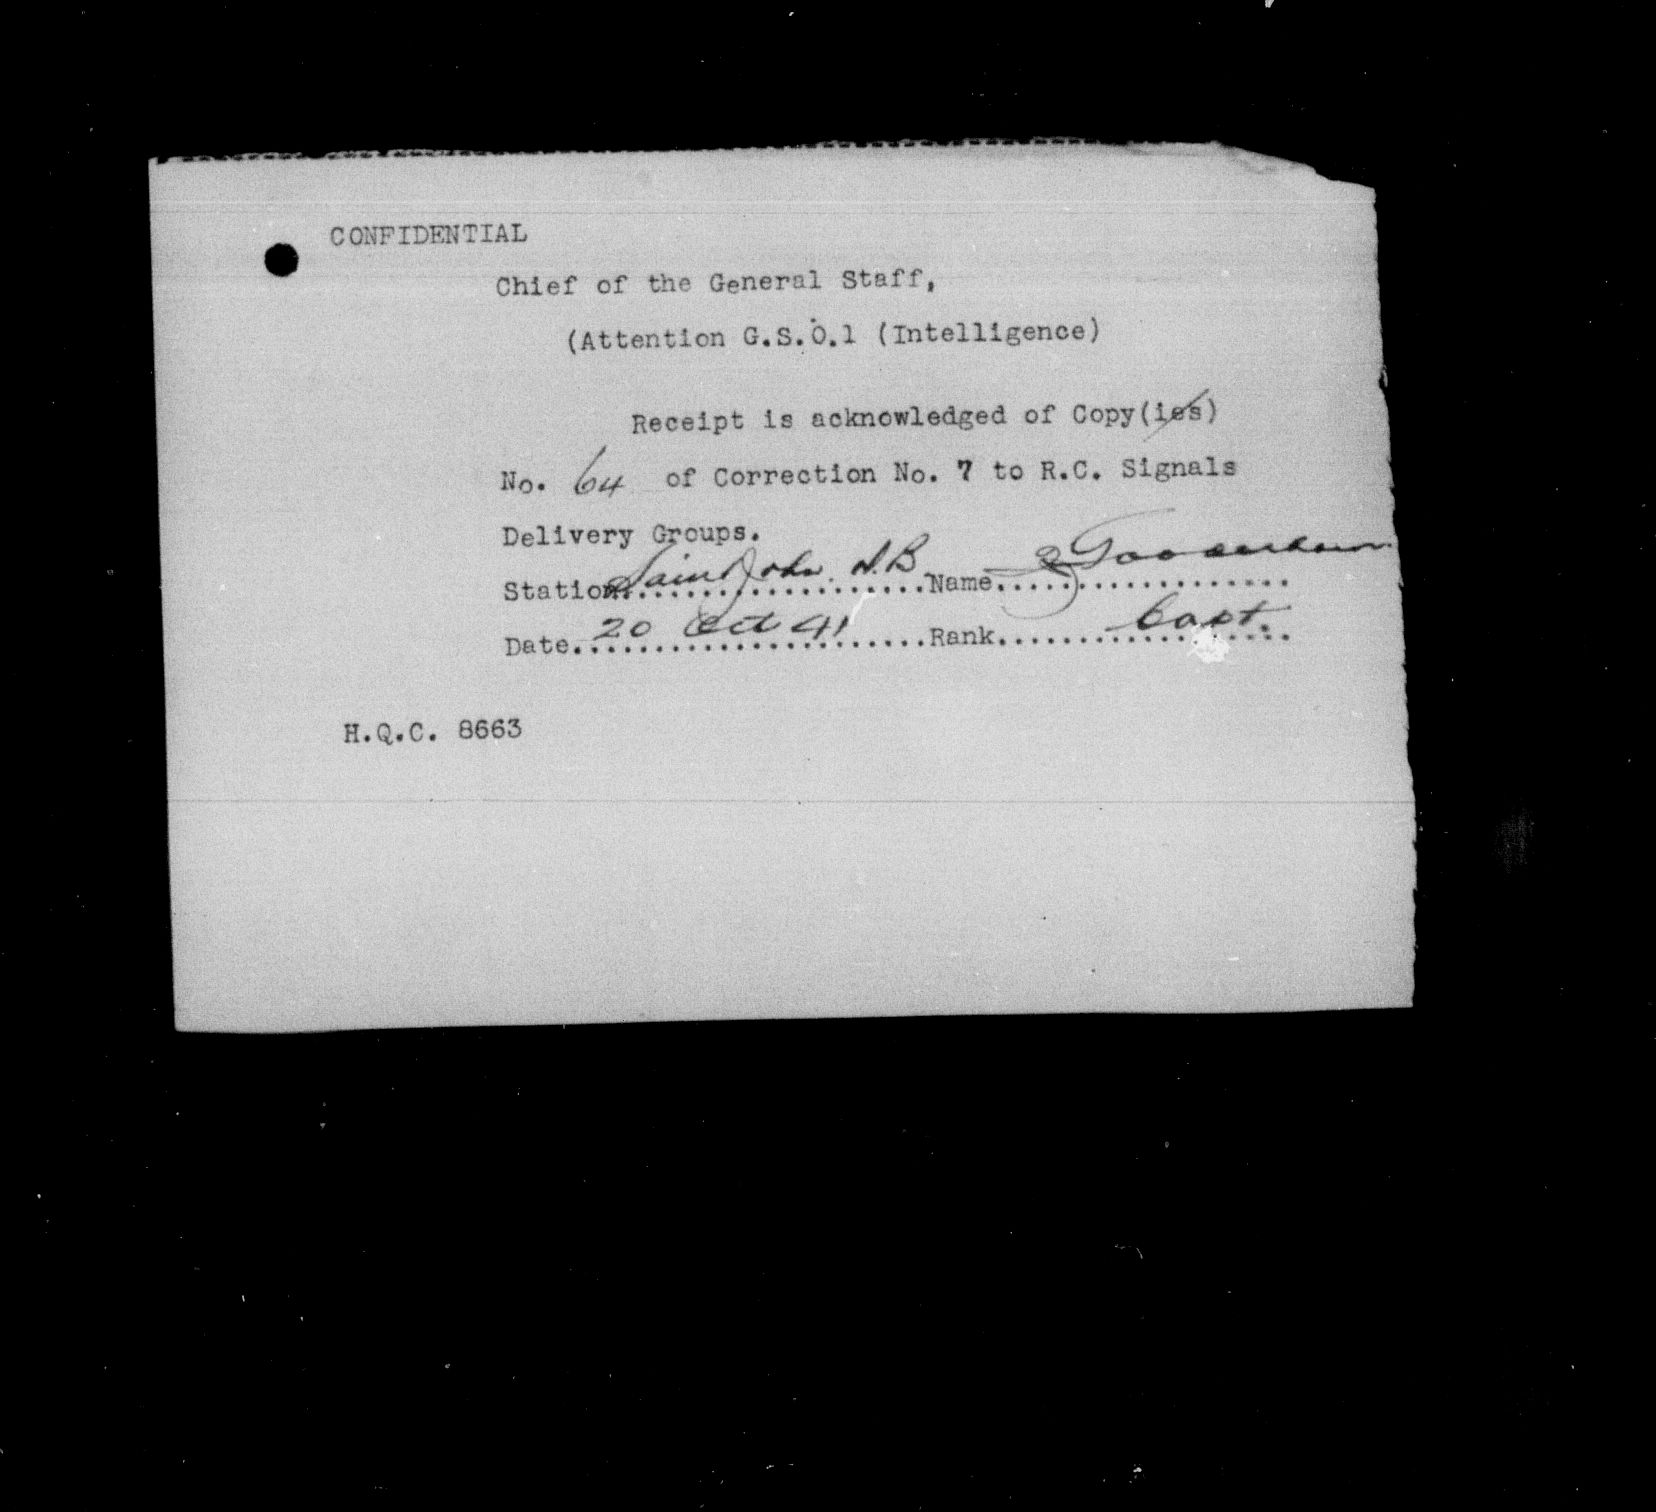 CONFIDENTIAL
Chief of the General Staff,
(Attention G.S.O.1 (Intelligence)
Receipt is acknowledged of Copy(ies)
No. 64 of Correction No. 7 to R.C. Signals
Delivery Groups.
Station Saint John. N.B ..................Name..................
Date. 20 Oct 41 ......................Rank. Capt. ..................
H.Q.C. 8663